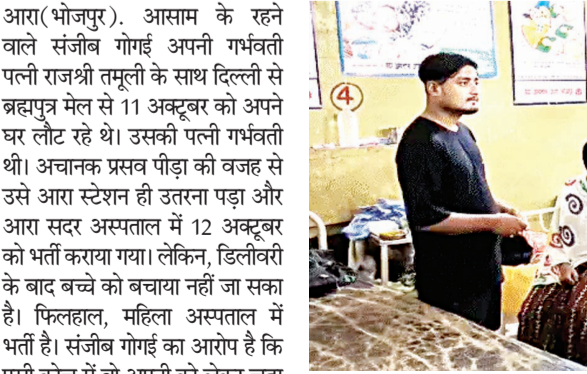 आरा(भोजपुर). आसाम के रहने
वाले संजीब गोगई अपनी गर्भवती
पत्नी राजश्री तमूली के साथ दिल्ली से
ब्रह्मपुत्र मेल से 11 अक्टूबर को अपने
घर लौट रहे थे। उसकी पत्नी गर्भवती
थी। अचानक प्रसव पीड़ा की वजह से
उसे आरा स्टेशन ही उतरना पड़ा और
आरा सदर अस्पताल में 12 अक्टूबर
को भर्ती कराया गया। लेकिन, डिलीवरी
के बाद बच्चे को बचाया नहीं जा सका
है। फिलहाल, महिला अस्पताल में
भर्ती है। संजीब गोगई का आरोप है कि
4